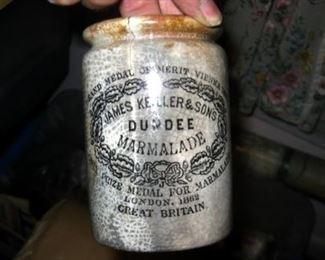 GRAND MEDAL OF MERIT VIENNA
JAMES KEILLER & SONS
DUNDEE
MARMALADE
PRIZE MEDAL FOR MARMALADE
LONDON, 1862
GREAT BRITAIN.